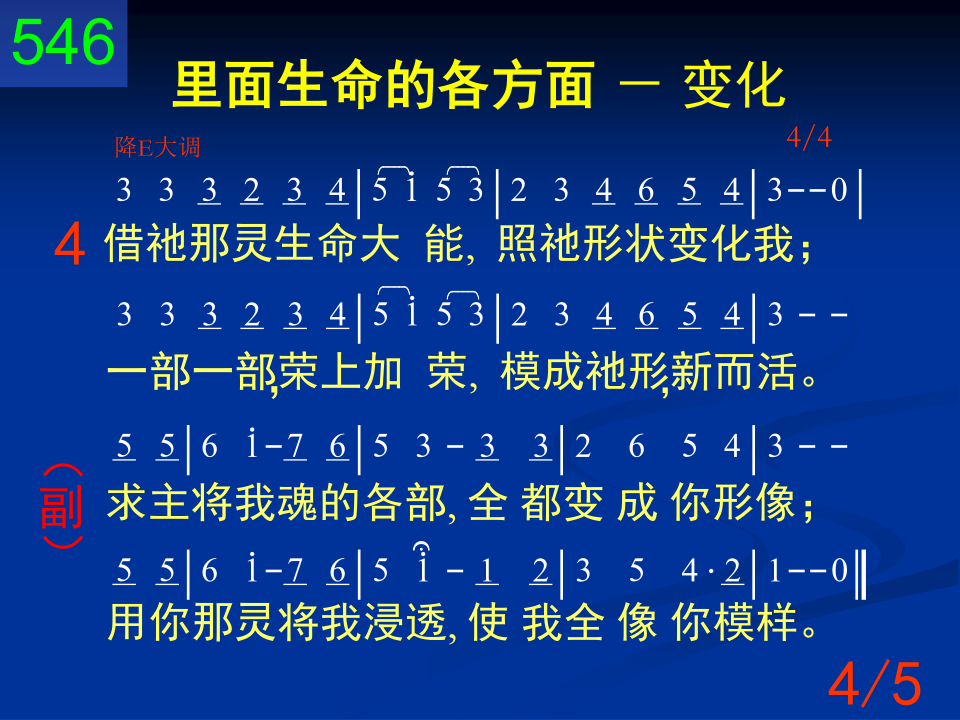 546
里面生命的各方面 － 变化
降E大调 4/4
3 3 3 2 3 4|5 i 5 3|2 3 4 6 5 4|3--0|
4 借祂那灵生命大 能, 照祂形状变化我；
3 3 3 2 3 4|5 i 5 3|2 3 4 6 5 4|3 - -
一部一部,荣上加 荣, 模成祂形,新而活。
5 5|6 i-7 6|5 3 - 3 3|2 6 5 4|3 - -
（副） 求主将我魂的各部, 全 都变 成 你形像；
5 5|6 i-7 6|5 i - 1 2|3 5 4·2|1--0‖
用你那灵将我浸透, 使 我全 像 你模样。
4/5